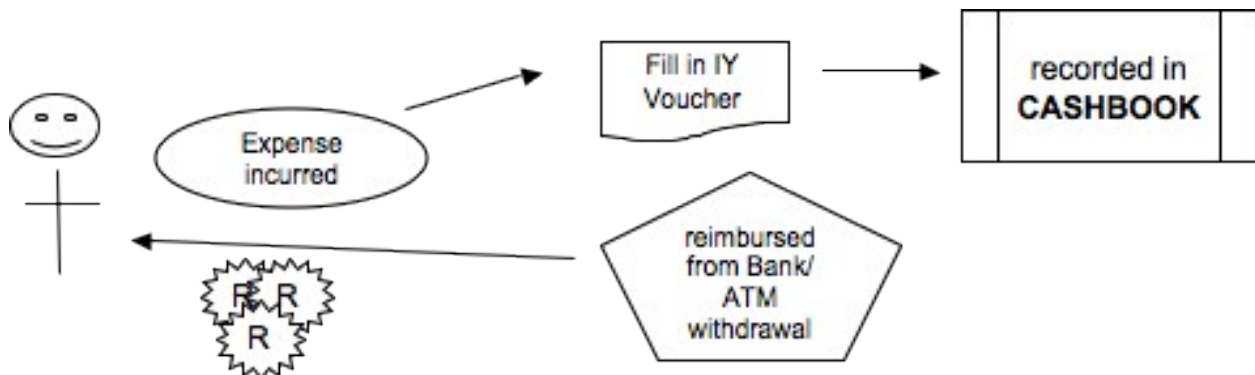 Expense
incurred
Fill in IY
Voucher
recorded in
CASHBOOK
reimbursed
from Bank/
ATM
withdrawal
R R
R